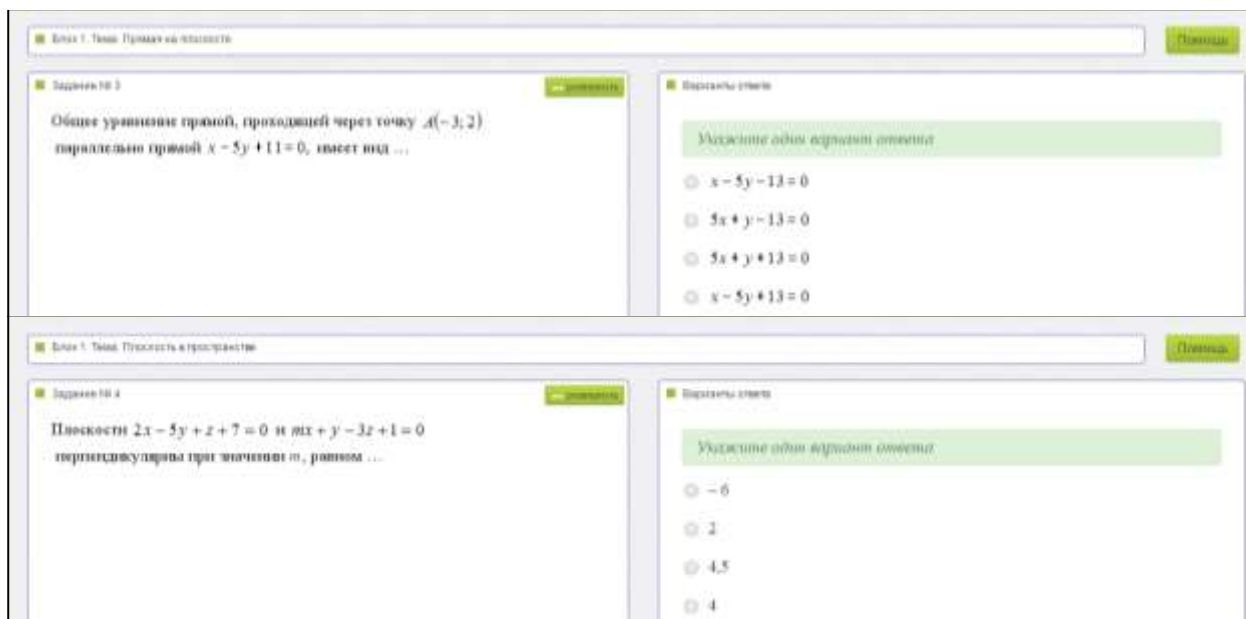 Блок 1. Тема: Прямая на плоскости
Помощь
Задание № 3
Варианты ответа
Общее уравнение прямой, проходящей через точку A(−3; 2)
параллельно прямой x − 5y + 11 = 0, имеет вид …
Укажите один вариант ответа
x − 5y − 13 = 0
5x + y − 13 = 0
5x + y + 13 = 0
x − 5y + 13 = 0
Блок 1. Тема: Плоскость в пространстве
Помощь
Задание № 4
Варианты ответа
Плоскости 2x − 5y + z + 7 = 0 и mx + y − 3z + 1 = 0
перпендикулярны при значении m, равном …
Укажите один вариант ответа
− 6
2
4,5
4